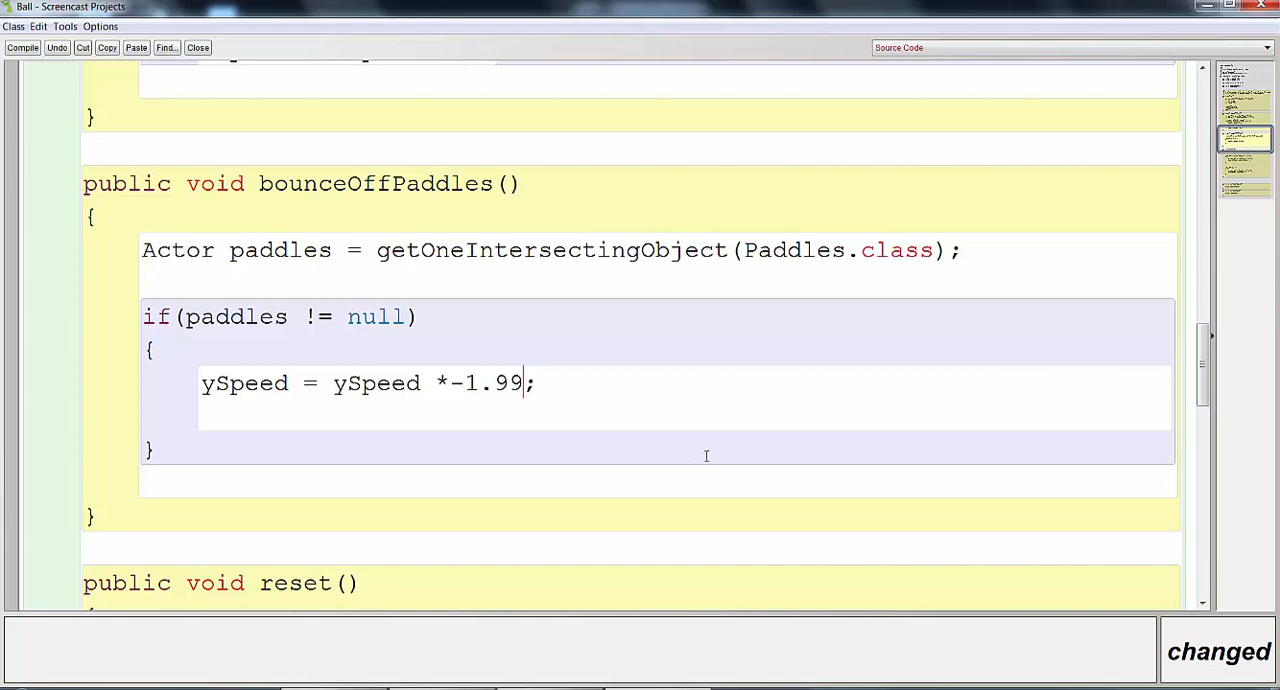 Ball - Screencast Projects
Class Edit Tools Options
Compile Undo Cut Copy Paste Find... Close Source Code
}
public void bounceOffPaddles()
{
Actor paddles = getOneIntersectingObject(Paddles.class);
if(paddles != null)
{
ySpeed = ySpeed *-1.99;
}
}
public void reset()
changed